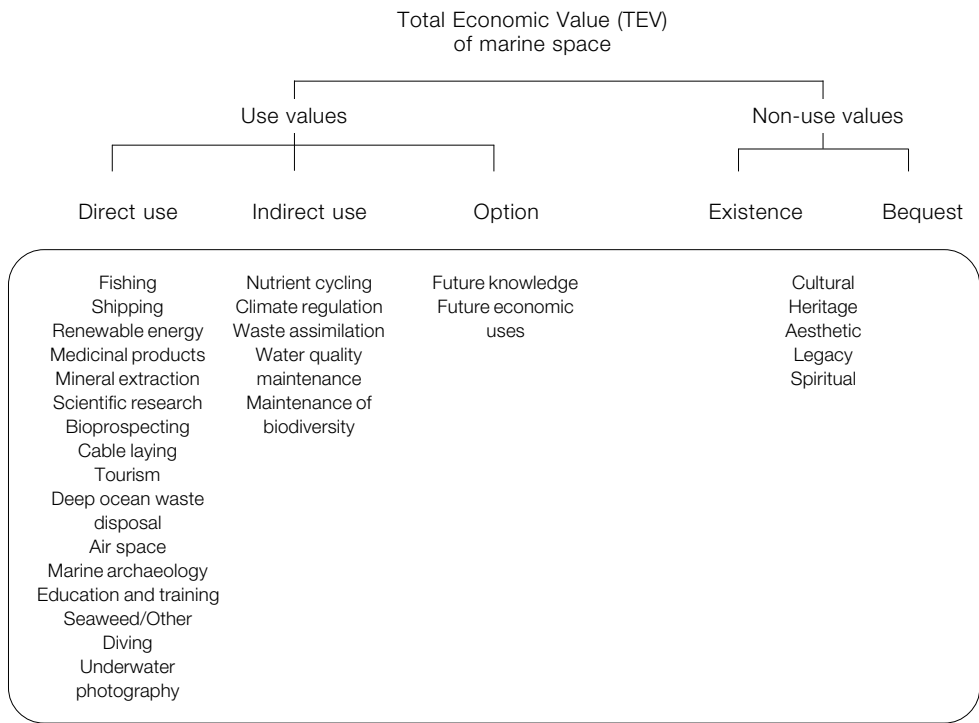 Total Economic Value (TEV)
of marine space
Use values
Non-use values
Direct use
Indirect use
Option
Existence
Bequest
Fishing
Shipping
Renewable energy
Medicinal products
Mineral extraction
Scientific research
Bioprospecting
Cable laying
Tourism
Deep ocean waste
disposal
Air space
Marine archaeology
Education and training
Seaweed/Other
Diving
Underwater
photography
Nutrient cycling
Climate regulation
Waste assimilation
Water quality
maintenance
Maintenance of
biodiversity
Future knowledge
Future economic
uses
Cultural
Heritage
Aesthetic
Legacy
Spiritual